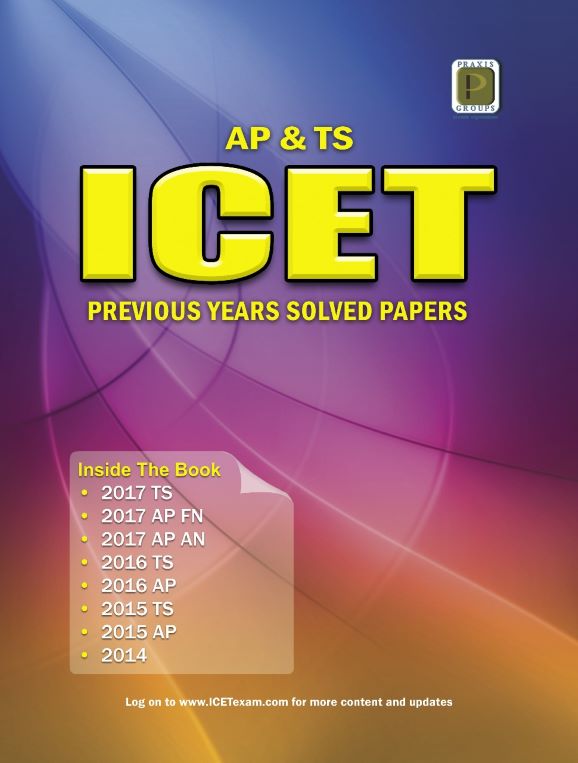 PRAXIS
P
GROUPS
AP & TS
ICET
PREVIOUS YEARS SOLVED PAPERS
Inside The Book
• 2017 TS
• 2017 AP FN
• 2017 AP AN
• 2016 TS
• 2016 AP
• 2015 TS
• 2015 AP
• 2014
Log on to www.ICETexam.com for more content and updates